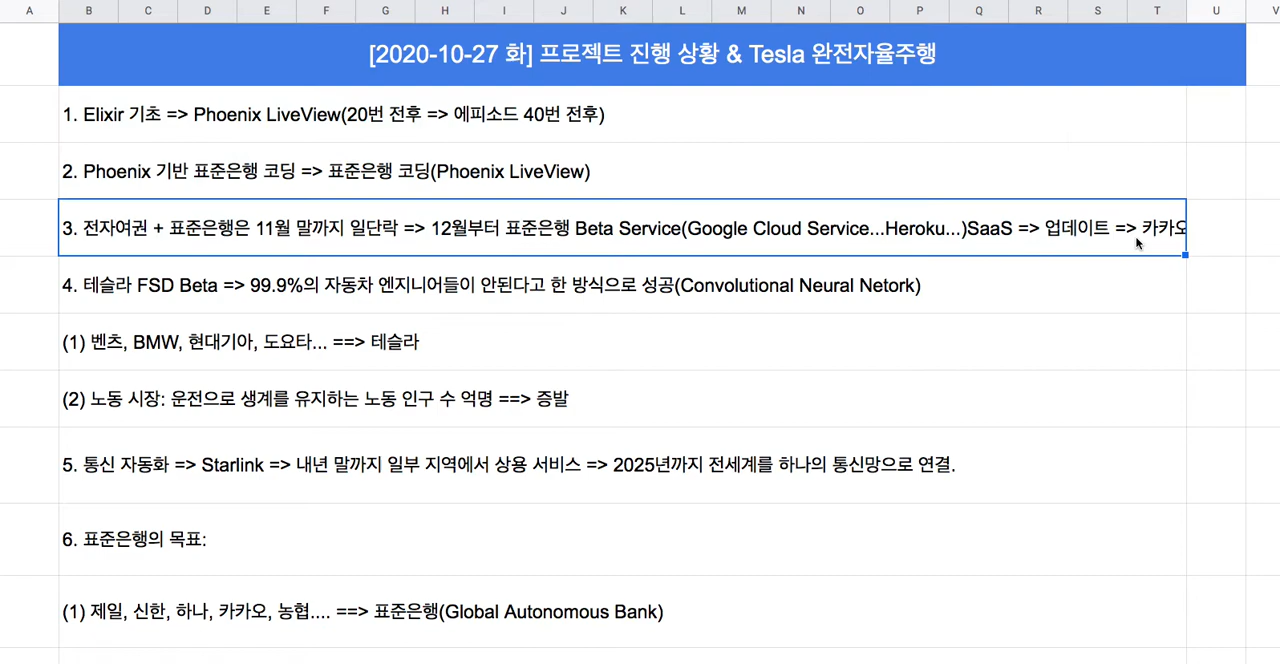 A B C D E F G H I J K L M N O P Q R S T U V
[2020-10-27 화] 프로젝트 진행 상황 & Tesla 완전자율주행
1. Elixir 기초 => Phoenix LiveView(20번 전후 => 에피소드 40번 전후)
2. Phoenix 기반 표준은행 코딩 => 표준은행 코딩(Phoenix LiveView)
3. 전자여권 + 표준은행은 11월 말까지 일단락 => 12월부터 표준은행 Beta Service(Google Cloud Service...Heroku...)SaaS => 업데이트 => 카카오
4. 테슬라 FSD Beta => 99.9%의 자동차 엔지니어들이 안된다고 한 방식으로 성공(Convolutional Neural Netork)
(1) 벤츠, BMW, 현대기아, 도요타... ==> 테슬라
(2) 노동 시장: 운전으로 생계를 유지하는 노동 인구 수 억명 ==> 증발
5. 통신 자동화 => Starlink => 내년 말까지 일부 지역에서 상용 서비스 => 2025년까지 전세계를 하나의 통신망으로 연결.
6. 표준은행의 목표:
(1) 제일, 신한, 하나, 카카오, 농협.... ==> 표준은행(Global Autonomous Bank)